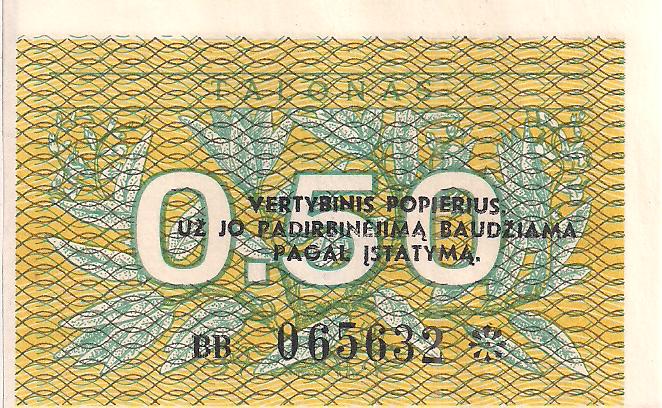 TALONAS
0.50
VERTYBINIS POPIERIUS.
UŽ JO PADIRBINĖJIMĄ BAUDŽIAMA
PAGAL ĮSTATYMĄ.
BB 065632